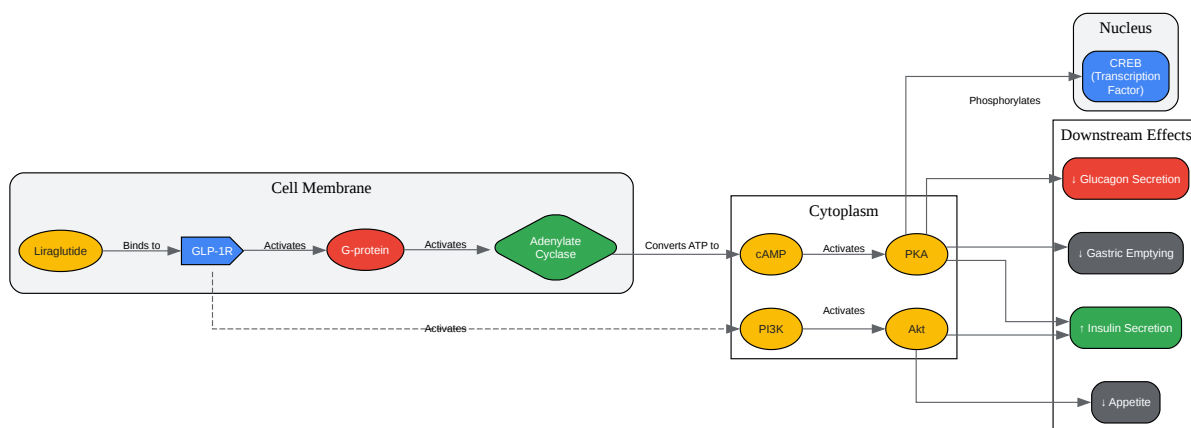 Nucleus
CREB
(Transcription
Factor)
Phosphorylates
Downstream Effects
↓ Glucagon Secretion
↓ Gastric Emptying
↑ Insulin Secretion
↓ Appetite
Cell Membrane
Liraglutide
Binds to
GLP-1R
Activates
G-protein
Activates
Adenylate
Cyclase
Converts ATP to
Cytoplasm
cAMP
Activates
PKA
Activates
PI3K
Activates
Akt